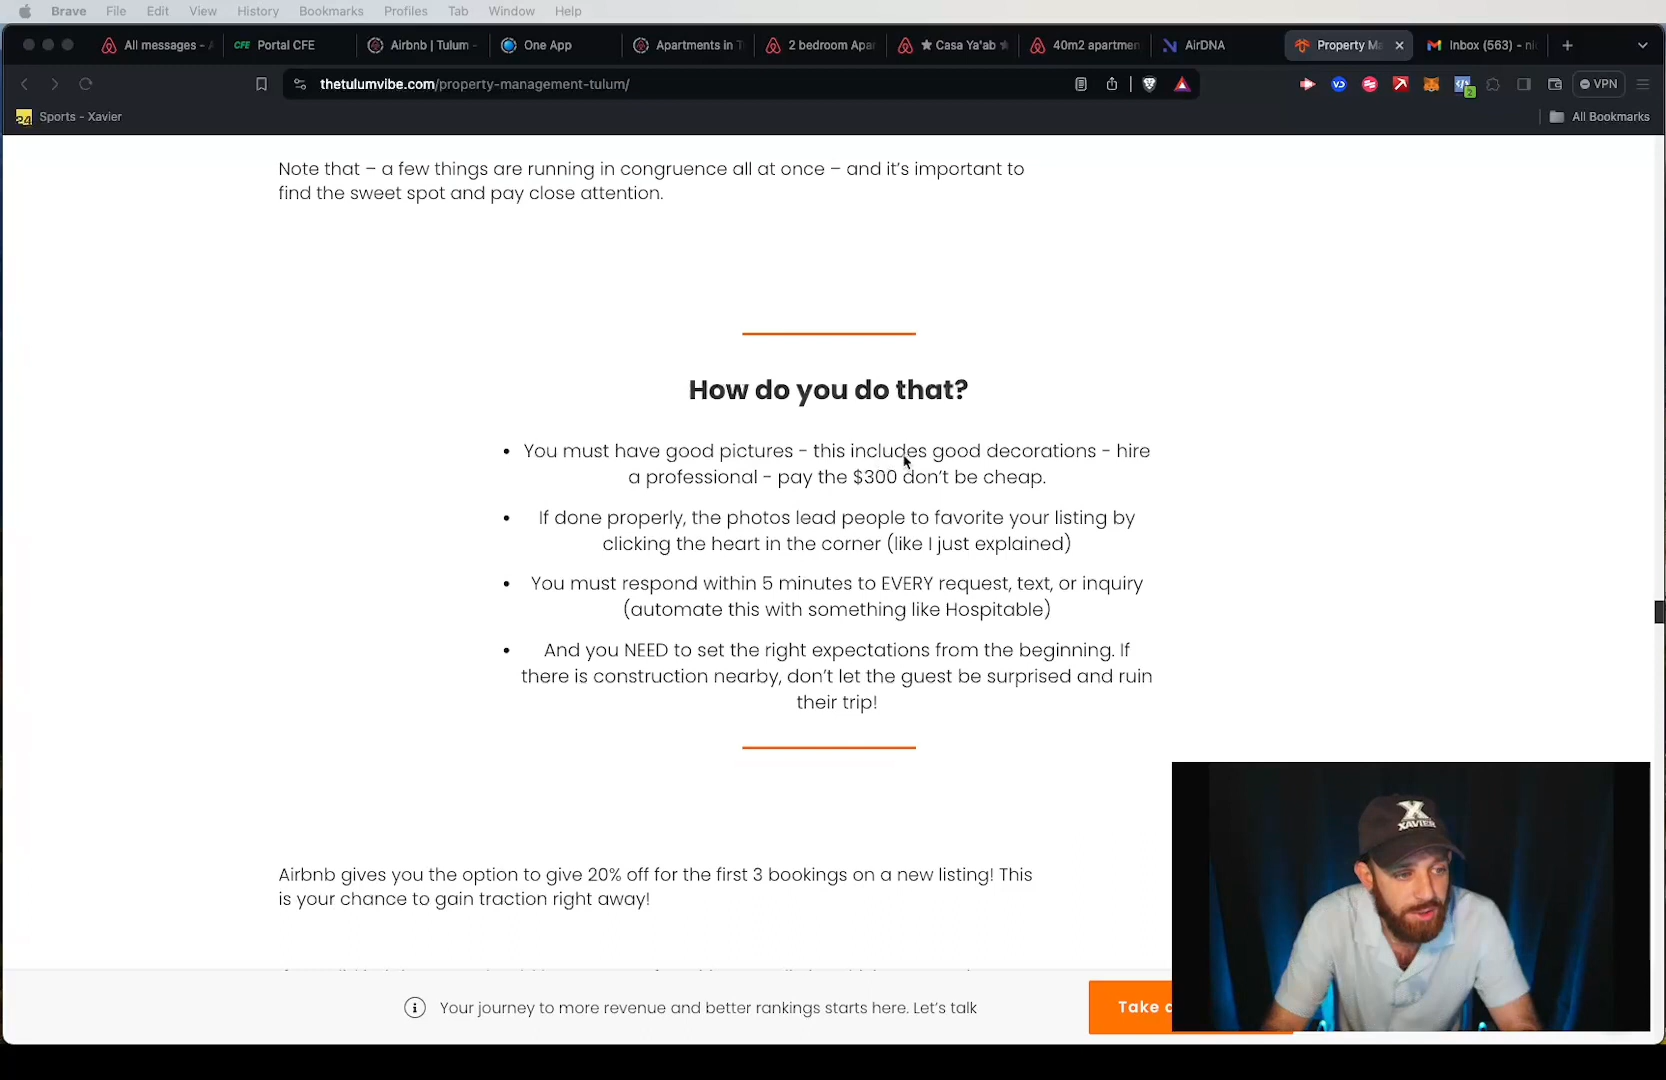 Brave File Edit View History Bookmarks Profiles Tab Window Help
All messages - Portal CFE Airbnb | Tulum - One App Apartments in T 2 bedroom Apar ★ Casa Ya'ab 40m2 apartmen AirDNA Property Ma Inbox (563) - ni
thetulumvibe.com/property-management-tulum/
2
VPN
24 Sports - Xavier
All Bookmarks
Note that – a few things are running in congruence all at once – and it's important to
find the sweet spot and pay close attention.
How do you do that?
• You must have good pictures - this includes good decorations - hire
a professional - pay the $300 don't be cheap.
• If done properly, the photos lead people to favorite your listing by
clicking the heart in the corner (like I just explained)
• You must respond within 5 minutes to EVERY request, text, or inquiry
(automate this with something like Hospitable)
• And you NEED to set the right expectations from the beginning. If
there is construction nearby, don't let the guest be surprised and ruin
their trip!
Airbnb gives you the option to give 20% off for the first 3 bookings on a new listing! This
is your chance to gain traction right away!
Your journey to more revenue and better rankings starts here. Let's talk
Take
X
XAVIER